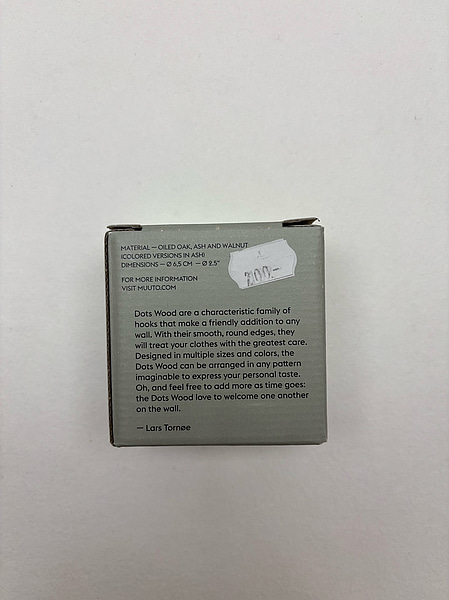 MATERIAL — OILED OAK, ASH AND WALNUT
(COLORED VERSIONS IN ASH)
DIMENSIONS — Ø 6,5 CM — Ø 2.5"
200,-
FOR MORE INFORMATION
VISIT MUUTO.COM
Dots Wood are a characteristic family of
hooks that make a friendly addition to any
wall. With their smooth, round edges, they
will treat your clothes with the greatest care.
Designed in multiple sizes and colors, the
Dots Wood can be arranged in any pattern
imaginable to express your personal taste.
Oh, and feel free to add more as time goes:
the Dots Wood love to welcome one another
on the wall.
— Lars Tornøe